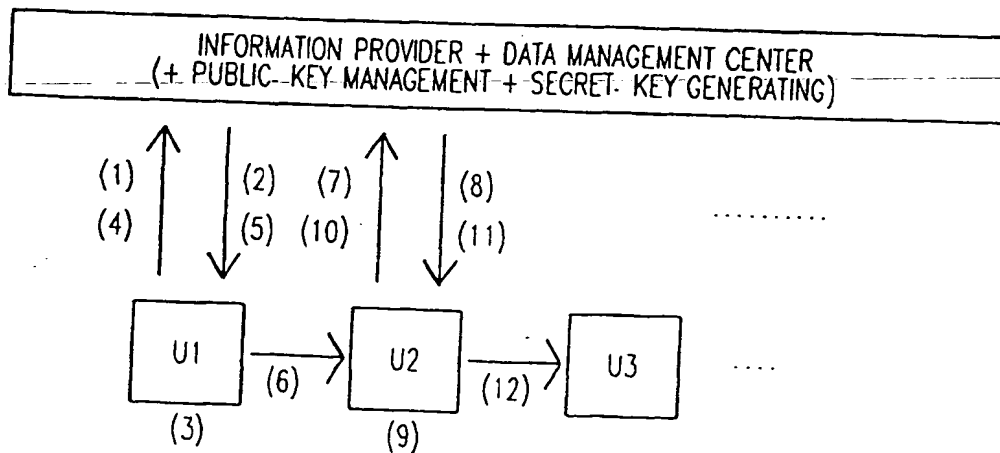 INFORMATION PROVIDER + DATA MANAGEMENT CENTER
(+ PUBLIC-KEY MANAGEMENT + SECRET-KEY GENERATING)
(1) (2) (7) (8)
(4) (5) (10) (11) ..........
U1 U2 U3 ....
(6) (12)
(3) (9)